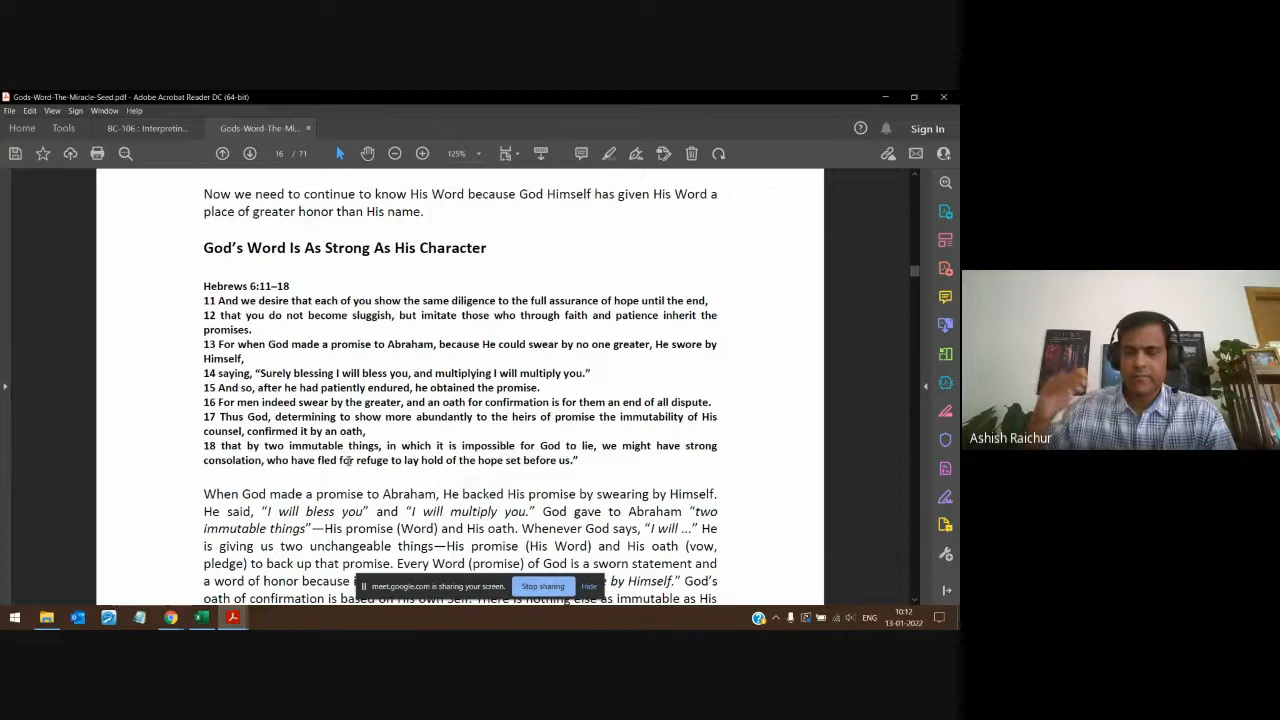 Gods-Word-The-Miracle-Seed.pdf - Adobe Acrobat Reader DC (64-bit)
File Edit View Sign Window Help
Home Tools BC-106 : Interpretin... Gods-Word-The-Mi... × Sign In
16 / 71 125%
Now we need to continue to know His Word because God Himself has given His Word a
place of greater honor than His name.
God's Word Is As Strong As His Character
Hebrews 6:11–18
11 And we desire that each of you show the same diligence to the full assurance of hope until the end,
12 that you do not become sluggish, but imitate those who through faith and patience inherit the
promises.
13 For when God made a promise to Abraham, because He could swear by no one greater, He swore by
Himself,
14 saying, “Surely blessing I will bless you, and multiplying I will multiply you.”
15 And so, after he had patiently endured, he obtained the promise.
16 For men indeed swear by the greater, and an oath for confirmation is for them an end of all dispute.
17 Thus God, determining to show more abundantly to the heirs of promise the immutability of His
counsel, confirmed it by an oath,
18 that by two immutable things, in which it is impossible for God to lie, we might have strong
consolation, who have fled for refuge to lay hold of the hope set before us.”
When God made a promise to Abraham, He backed His promise by swearing by Himself.
He said, “I will bless you” and “I will multiply you.” God gave to Abraham “two
immutable things”—His promise (Word) and His oath. Whenever God says, “I will ...” He
is giving us two unchangeable things—His promise (His Word) and His oath (vow,
pledge) to back up that promise. Every Word (promise) of God is a sworn statement and
a word of honor because by Himself.” God's
oath of confirmation is based on His own Self. There is nothing else as immutable as His
meet.google.com is sharing your screen. Stop sharing Hide
Ashish Raichur
ENG 10:12
13-01-2022